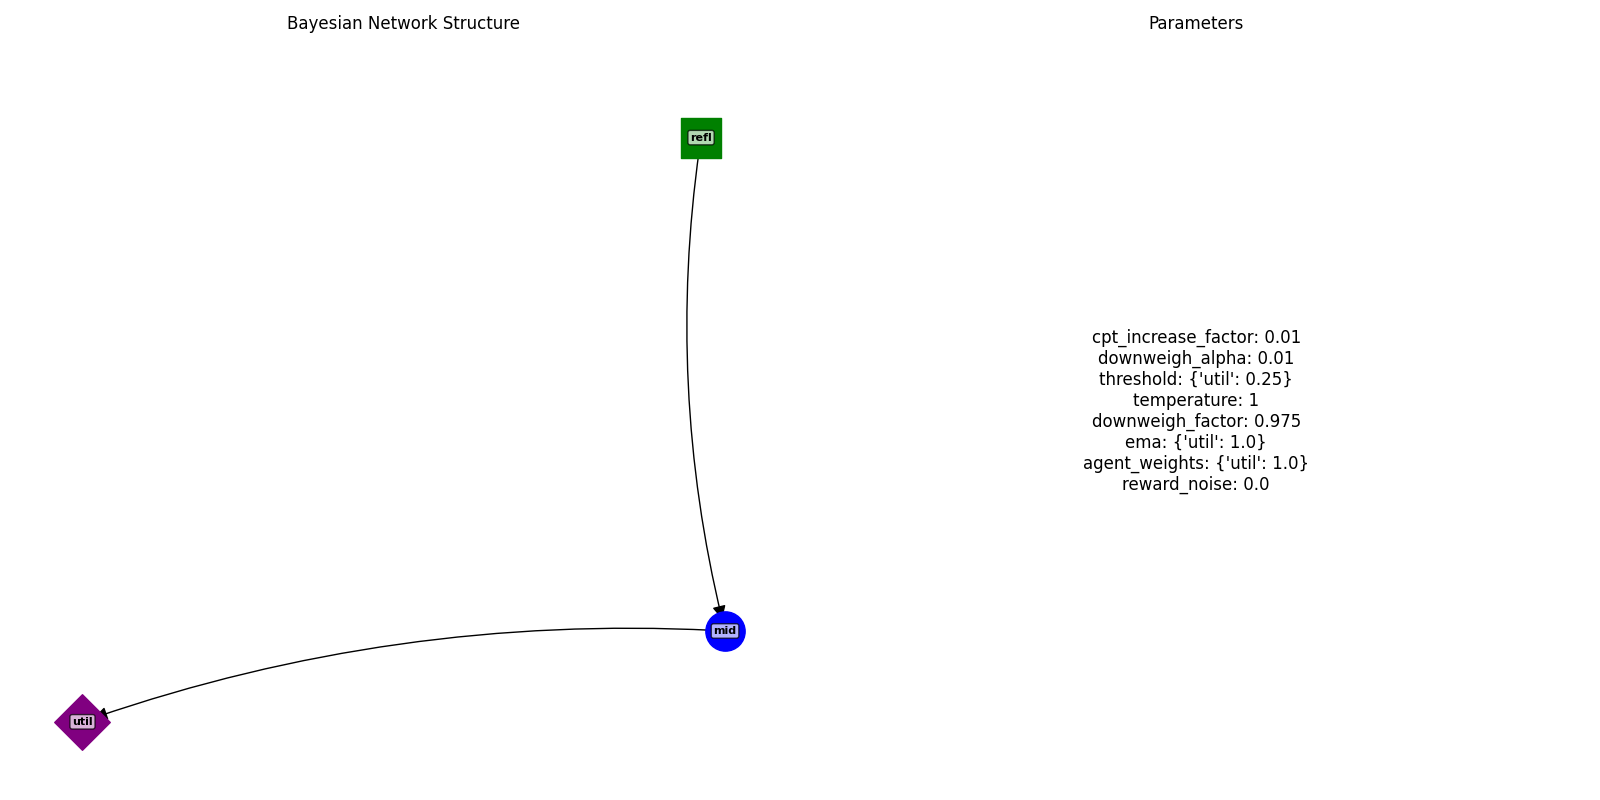 Bayesian Network Structure
Parameters
refl
mid
util
cpt_increase_factor: 0.01
downweigh_alpha: 0.01
threshold: {'util': 0.25}
temperature: 1
downweigh_factor: 0.975
ema: {'util': 1.0}
agent_weights: {'util': 1.0}
reward_noise: 0.0